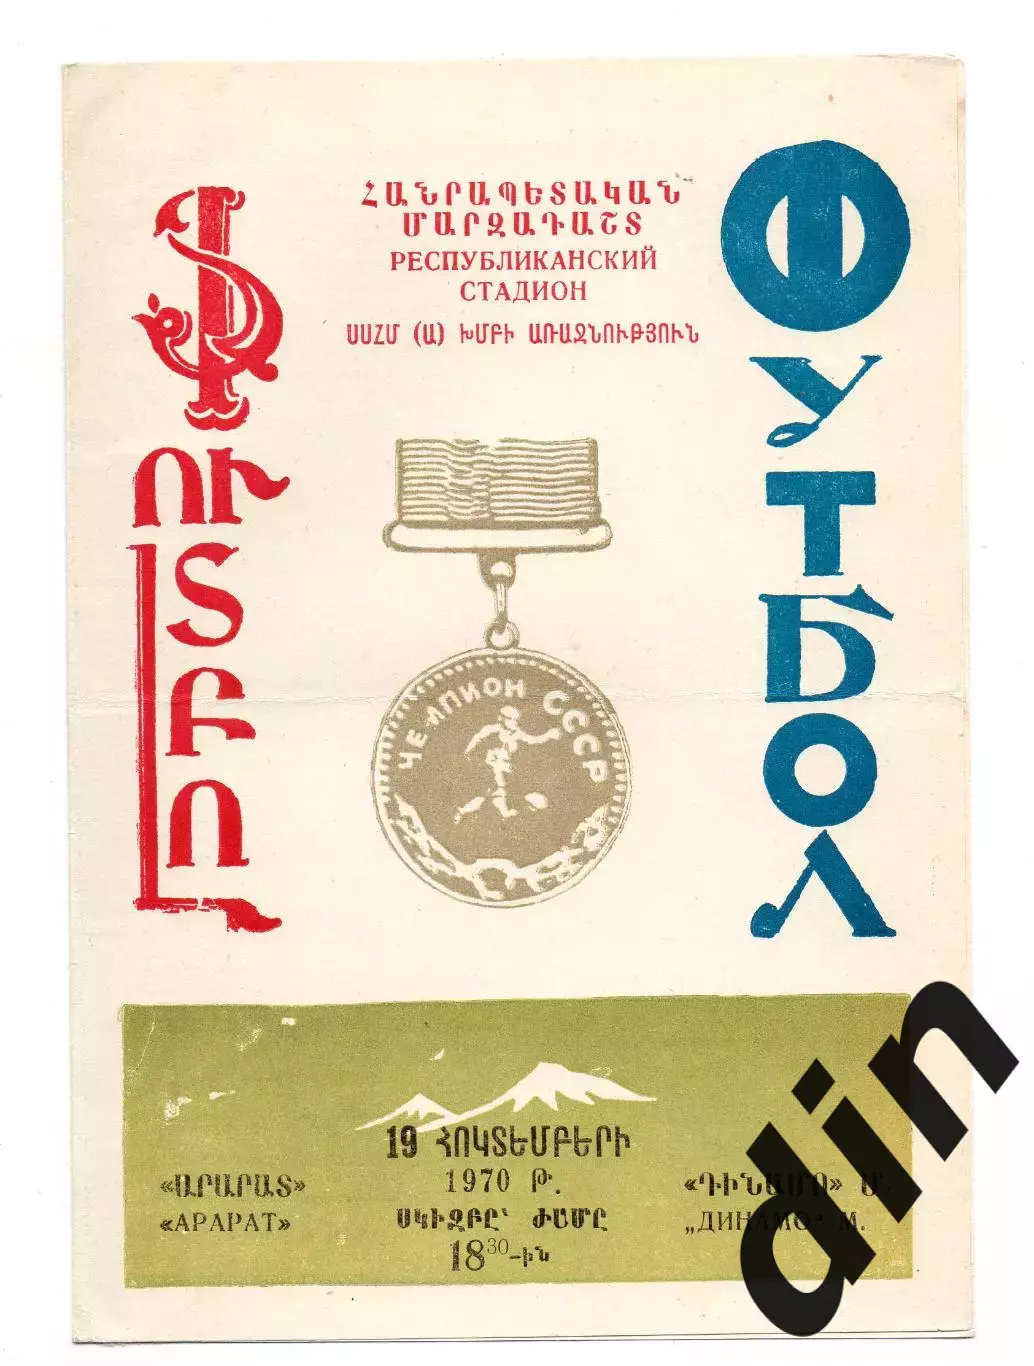 ՀԱՆՐԱՊԵՏԱԿԱՆ
ՄԱՐԶԱԴԱՇՏ
РЕСПУБЛИКАНСКИЙ
СТАДИОН
ՍՍՀՄ (Ա) ԽՄԲԻ ԱՌԱՋՆՈՒԹՅՈՒՆ
ՖՈՒՏԲՈԼ
ФУТБОЛ
ЧЕМПИОН СССР
19 ՀՈԿՏԵՄԲԵՐԻ
1970 Թ.
ՍԿԻԶԲԸ՝ ԺԱՄԸ
18³⁰-ին
«ԱՐԱՐԱՏ»
«АРАРАТ»
«ԴԻՆԱՄՈ» Մ.
„ДИНАМО“ М.
din